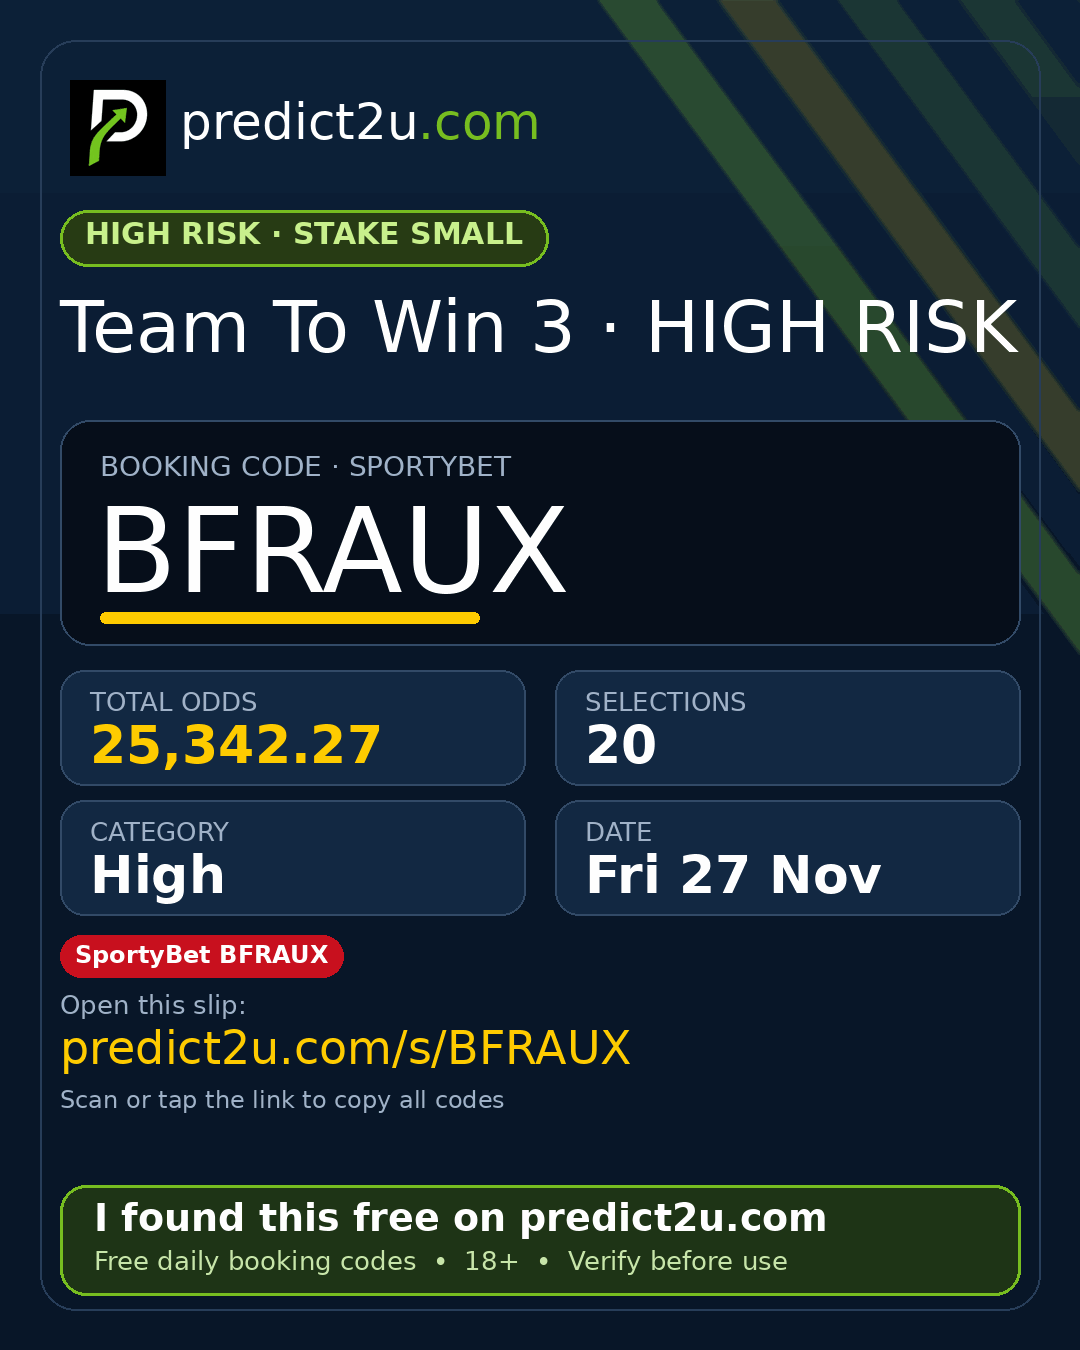 predict2u.com
HIGH RISK · STAKE SMALL
Team To Win 3 · HIGH RISK
BOOKING CODE · SPORTYBET
BFRAUX
TOTAL ODDS
25,342.27
SELECTIONS
20
CATEGORY
High
DATE
Fri 27 Nov
SportyBet BFRAUX
Open this slip:
predict2u.com/s/BFRAUX
Scan or tap the link to copy all codes
I found this free on predict2u.com
Free daily booking codes • 18+ • Verify before use